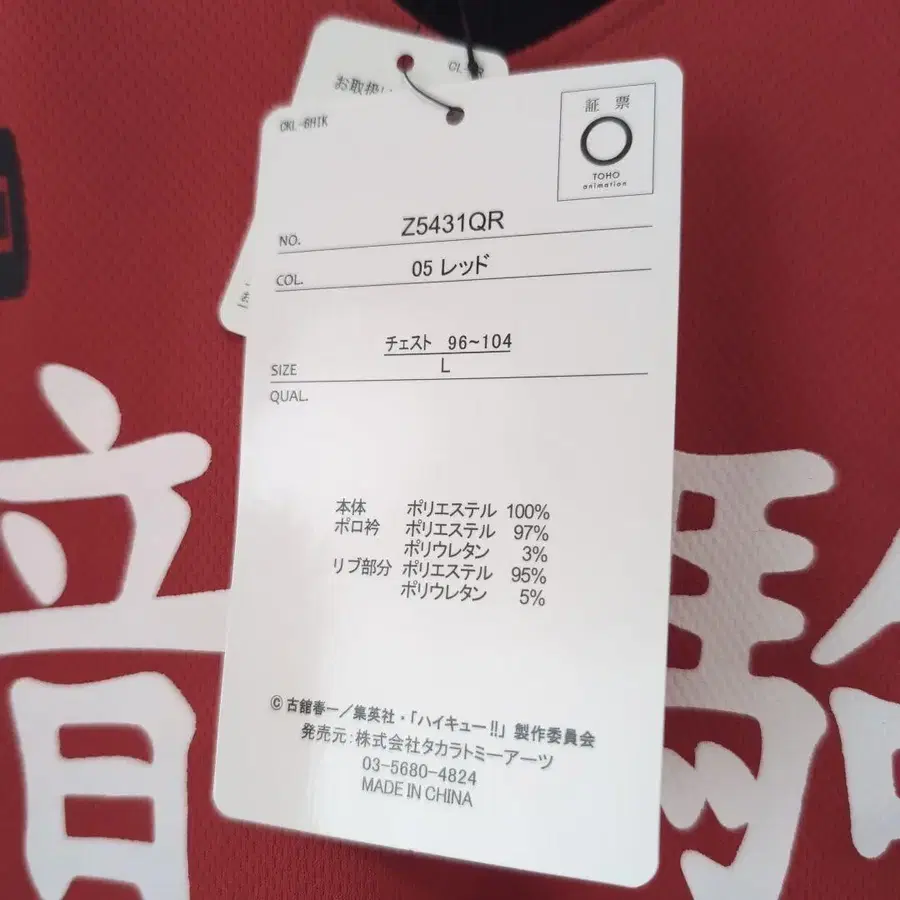 お取扱い
CKL-BHTK
証票
TOHO
animation
NO. Z5431QR
COL. 05 レッド
チェスト 96~104
SIZE L
QUAL.
本体 ポリエステル 100%
ポロ衿 ポリエステル 97%
ポリウレタン 3%
リブ部分 ポリエステル 95%
ポリウレタン 5%
© 古舘春一／集英社・「ハイキュー!!」製作委員会
発売元：株式会社タカラトミーアーツ
03-5680-4824
MADE IN CHINA
音駒